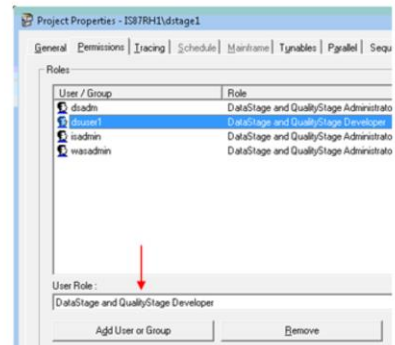 Project Properties - IS87RH1\dstage1
General Permissions Tracing Schedule Mainframe Tunables Parallel Sequ
Roles
User / Group Role
dsadm DataStage and QualityStage Administrato
dsuser1 DataStage and QualityStage Developer
isadmin DataStage and QualityStage Administrato
wasadmin DataStage and QualityStage Administrato
User Role :
DataStage and QualityStage Developer
Add User or Group Remove